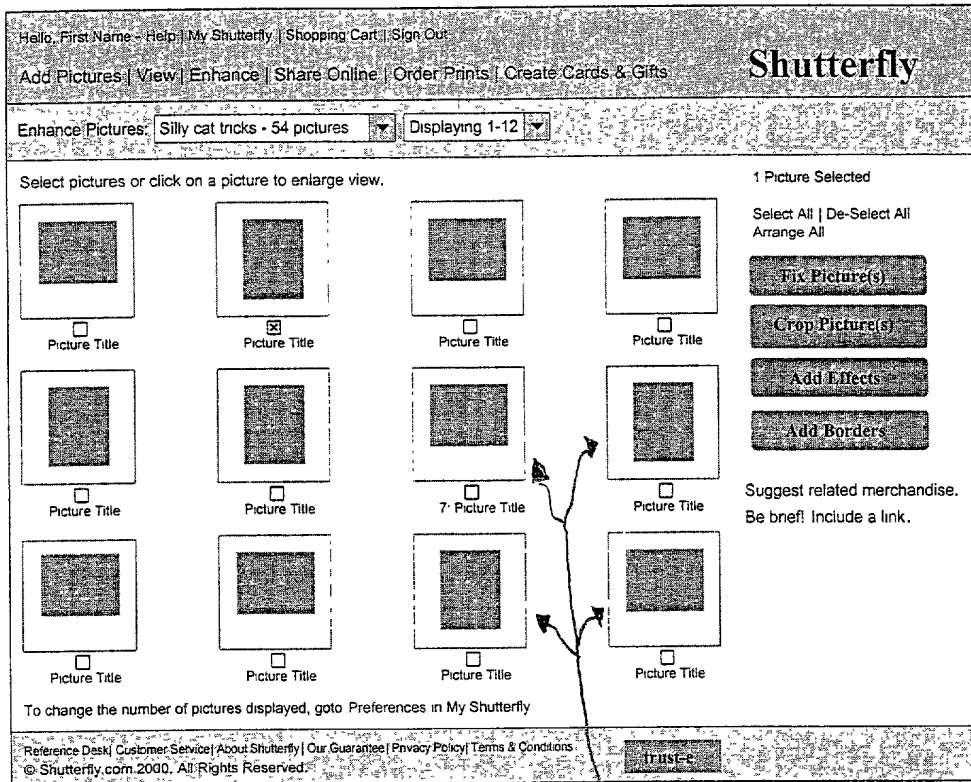 Hello, First Name - Help | My Shutterfly | Shopping Cart | Sign Out
Shutterfly
Add Pictures | View | Enhance | Share Online | Order Prints | Create Cards & Gifts
Enhance Pictures: Silly cat tricks - 54 pictures Displaying 1-12
Select pictures or click on a picture to enlarge view.
1 Picture Selected
Select All | De-Select All
Arrange All
Picture Title Picture Title Picture Title Picture Title
Fix Picture(s)
Crop Picture(s)
Add Effects
Add Borders
Picture Title Picture Title 7: Picture Title Picture Title
Suggest related merchandise.
Be brief! Include a link.
Picture Title Picture Title Picture Title Picture Title
To change the number of pictures displayed, goto Preferences in My Shutterfly
Reference Desk| Customer Service| About Shutterfly| Our Guarantee| Privacy Policy| Terms & Conditions
© Shutterfly.com 2000. All Rights Reserved.
trust-e